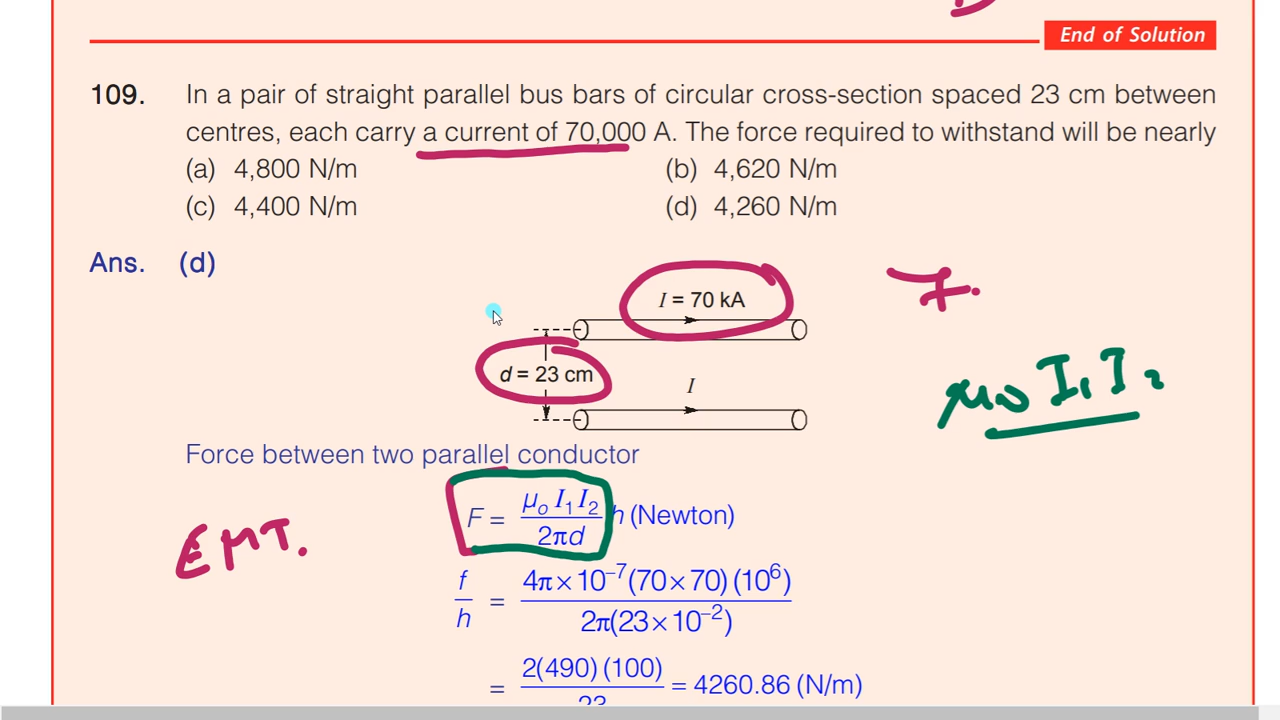 End of Solution
109. In a pair of straight parallel bus bars of circular cross-section spaced 23 cm between
centres, each carry a current of 70,000 A. The force required to withstand will be nearly
(a) 4,800 N/m (b) 4,620 N/m
(c) 4,400 N/m (d) 4,260 N/m
Ans. (d)
I = 70 kA
7.
d = 23 cm
I
μ₀ I₁ I₂
Force between two parallel conductor
F = μₒ I₁ I₂ / 2πd h (Newton)
EMT.
f/h = 4π×10⁻⁷(70×70)(10⁶) / 2π(23×10⁻²)
= 2(490)(100) / 23 = 4260.86 (N/m)